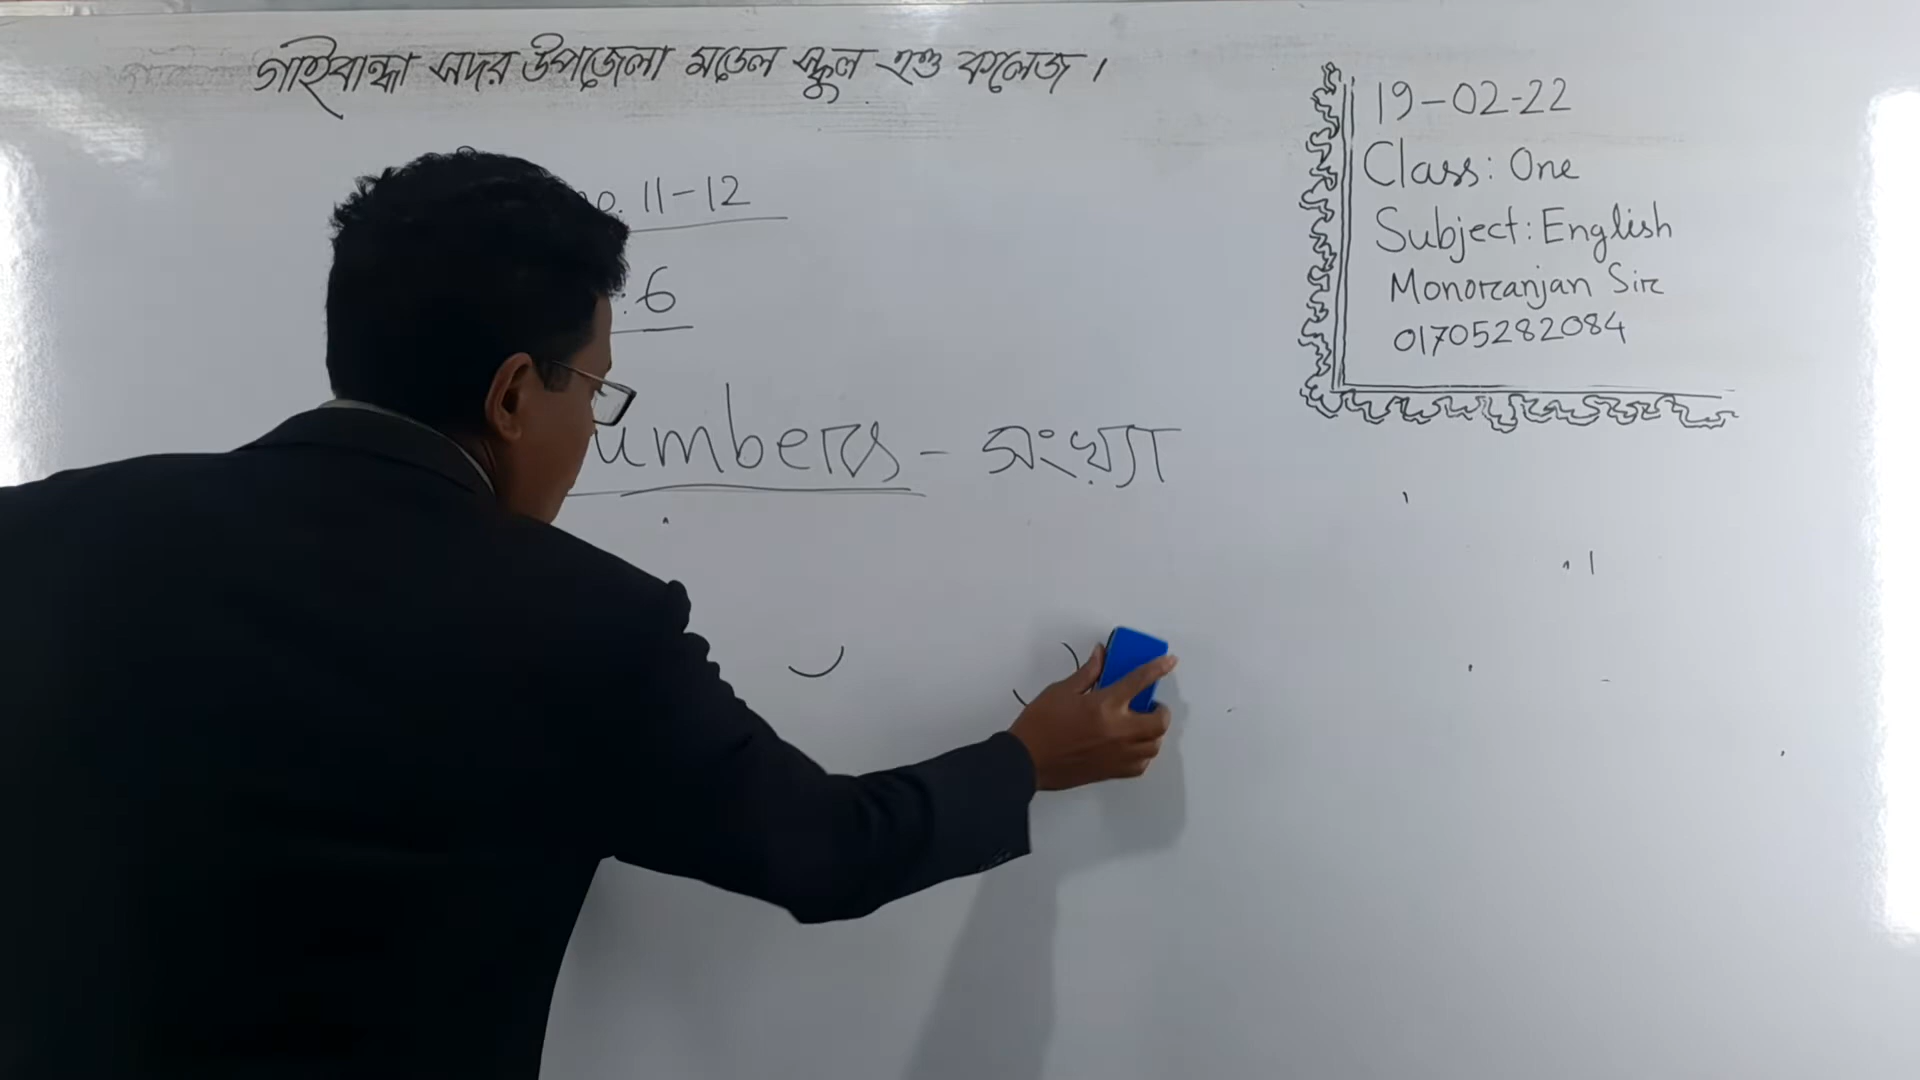 গাইবান্ধা সদর উপজেলা মডেল স্কুল এণ্ড কলেজ।
19-02-22
Class: One
Subject: English
Monoranjan Sir
01705282084
no. 11-12
: 6
umbers - সংখ্যা